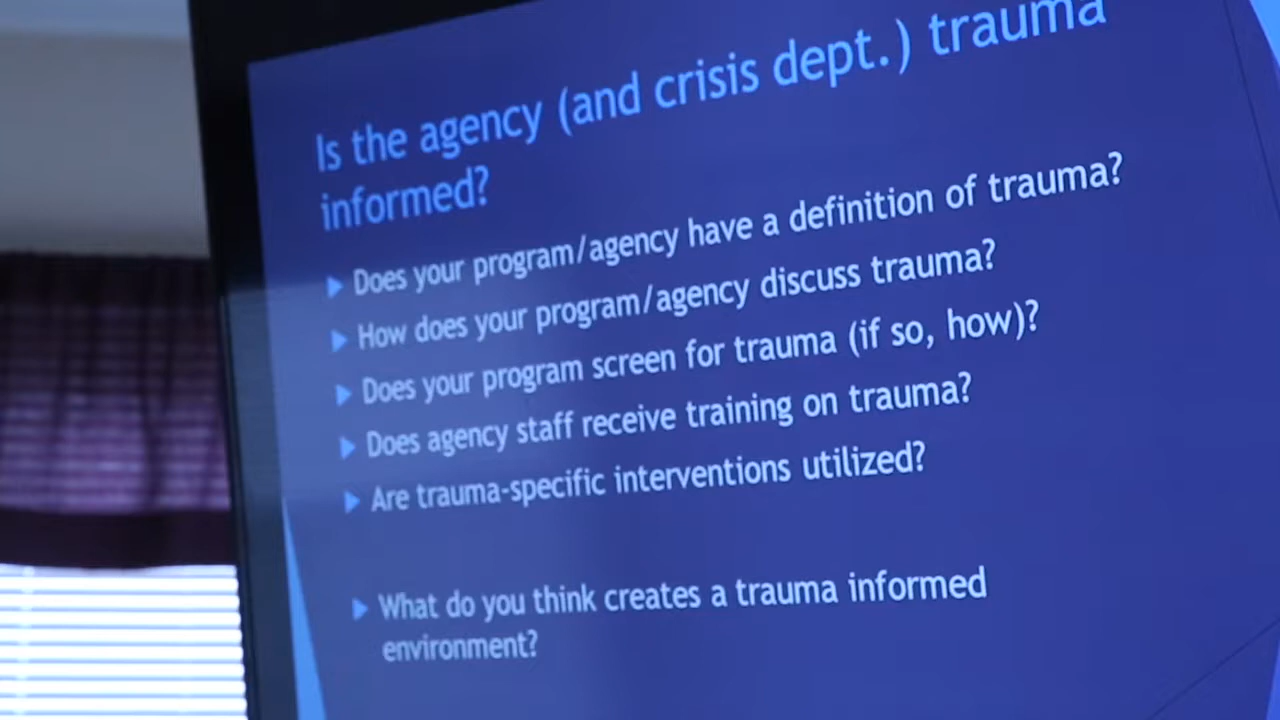 Is the agency (and crisis dept.) trauma
informed?
Does your program/agency have a definition of trauma?
How does your program/agency discuss trauma?
Does your program screen for trauma (if so, how)?
Does agency staff receive training on trauma?
Are trauma-specific interventions utilized?
What do you think creates a trauma informed
environment?